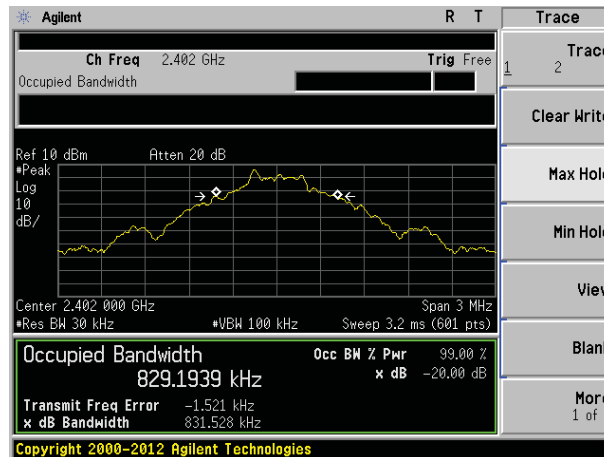 Agilent R T Trace
Ch Freq 2.402 GHz Trig Free
Occupied Bandwidth
1 2
Clear Write
Max Hold
Min Hold
View
Blank
More
1 of
Ref 10 dBm Atten 20 dB
#Peak
Log
10
dB/
Center 2.402 000 GHz Span 3 MHz
#Res BW 30 kHz #VBW 100 kHz Sweep 3.2 ms (601 pts)
Occupied Bandwidth Occ BW % Pwr 99.00 %
829.1939 kHz x dB -20.00 dB
Transmit Freq Error -1.521 kHz
x dB Bandwidth 831.528 kHz
Copyright 2000-2012 Agilent Technologies